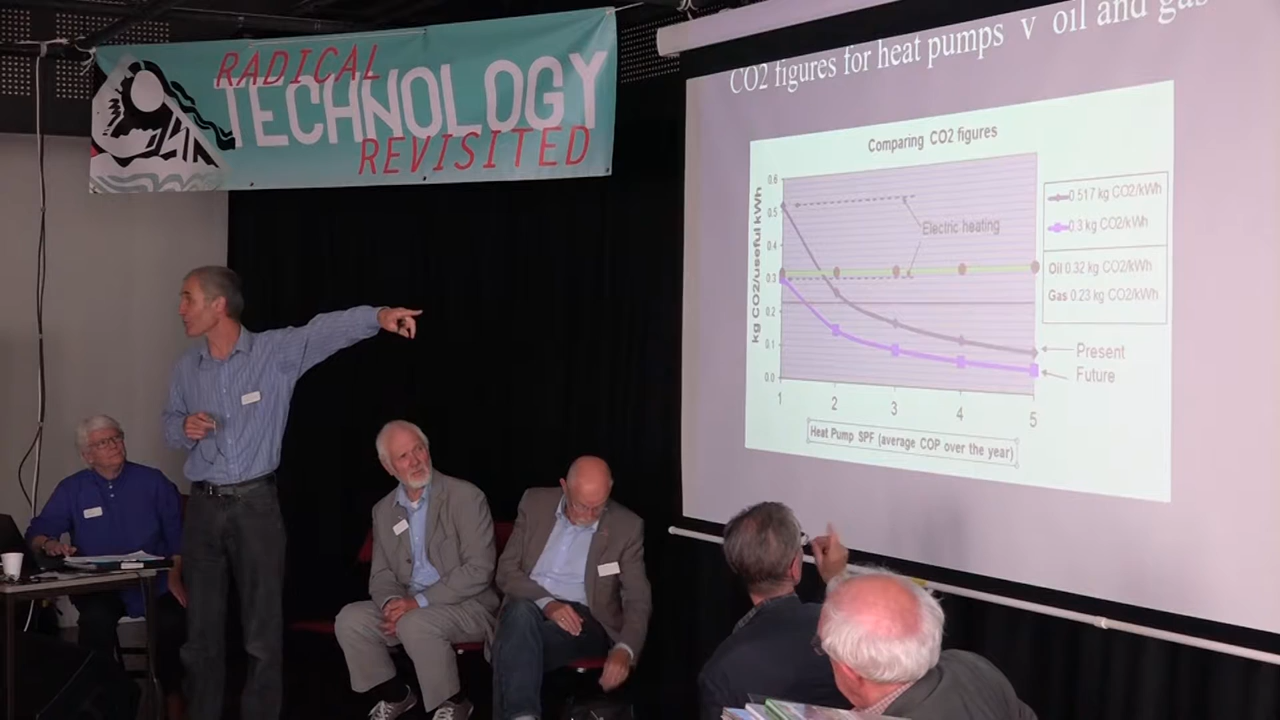 RADICAL
TECHNOLOGY
REVISITED
CO2 figures for heat pumps v oil and gas
Comparing CO2 figures
kg CO2/useful kWh
0.6
0.5
0.4
0.3
0.2
0.1
0.0
Electric heating
0.517 kg CO2/kWh
0.3 kg CO2/kWh
Oil 0.32 kg CO2/kWh
Gas 0.23 kg CO2/kWh
Present
Future
1 2 3 4 5
Heat Pump SPF (average COP over the year)